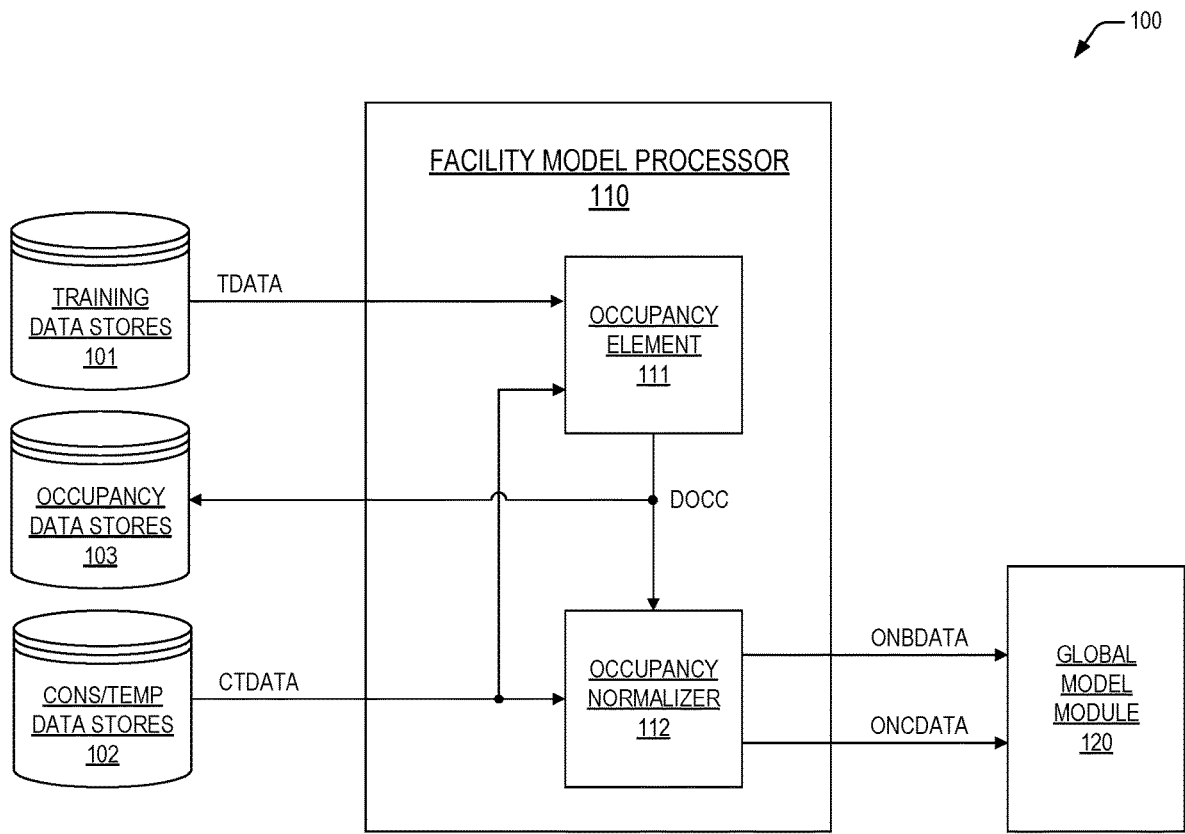 100
FACILITY MODEL PROCESSOR
110
TRAINING
DATA STORES
101
TDATA
OCCUPANCY
ELEMENT
111
OCCUPANCY
DATA STORES
103
DOCC
CONS/TEMP
DATA STORES
102
CTDATA
OCCUPANCY
NORMALIZER
112
ONBDATA
ONCDATA
GLOBAL
MODEL
MODULE
120